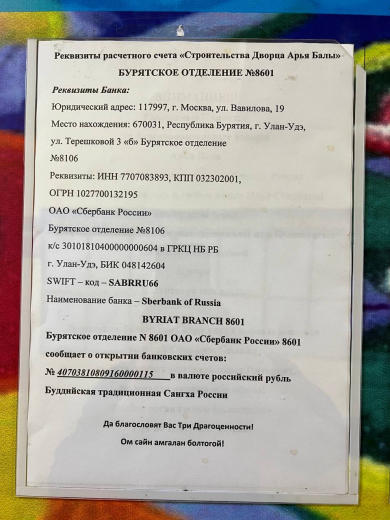 Реквизиты расчетного счета «Строительства Дворца Арья Балы»
БУРЯТСКОЕ ОТДЕЛЕНИЕ №8601
Реквизиты Банка:
Юридический адрес: 117997, г. Москва, ул. Вавилова, 19
Место нахождения: 670031, Республика Бурятия, г. Улан-Удэ,
ул. Терешковой 3 «б» Бурятское отделение
№8106
Реквизиты: ИНН 7707083893, КПП 032302001,
ОГРН 1027700132195
ОАО «Сбербанк России»
Бурятское отделение №8106
к/с 30101810400000000604 в ГРКЦ НБ РБ
г. Улан-Удэ, БИК 048142604
SWIFT – код – SABRRU66
Наименование банка – Sberbank of Russia
BYRIAT BRANCH 8601
Бурятское отделение N 8601 ОАО «Сбербанк России» 8601
сообщает о открытии банковских счетов:
№ 40703810809160000115 в валюте российский рубль
Буддийская традиционная Сангха России
Да благословят Вас Три Драгоценности!
Ом сайн амгалан болтогой!